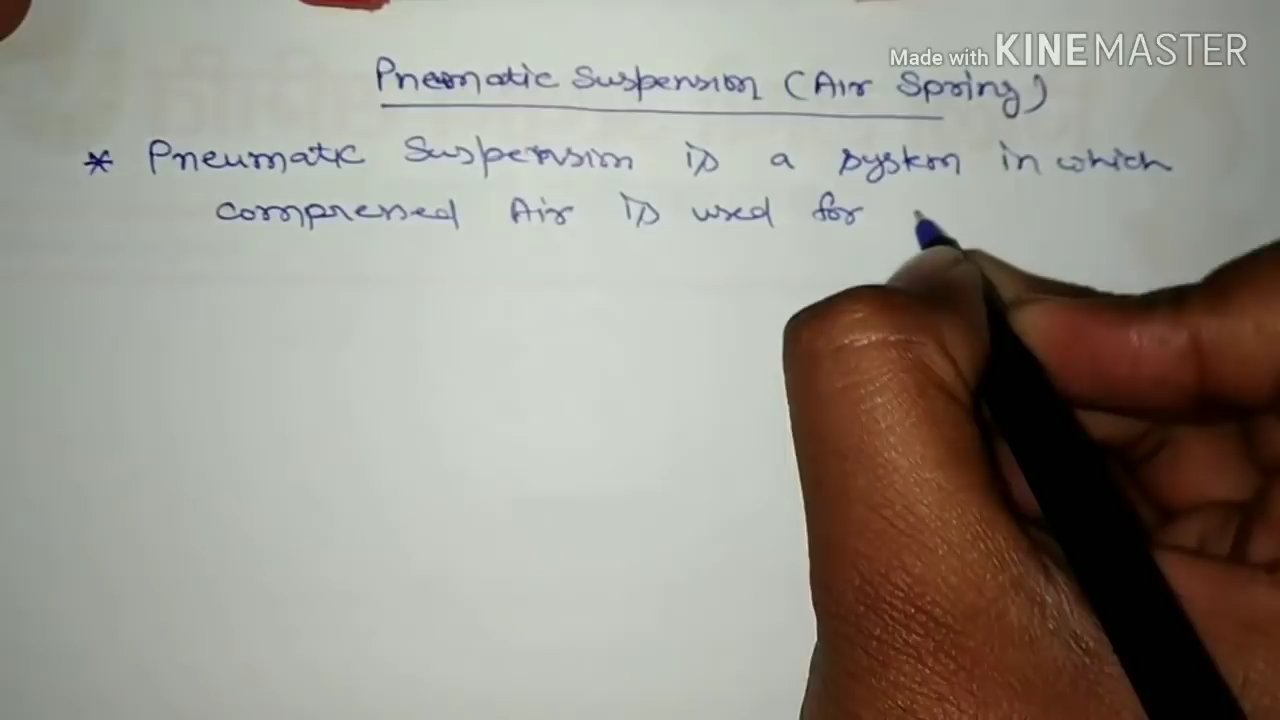 Made with KINEMASTER
Pneumatic Suspension (Air Spring)
* Pneumatic Suspension is a system in which
compressed Air is used for